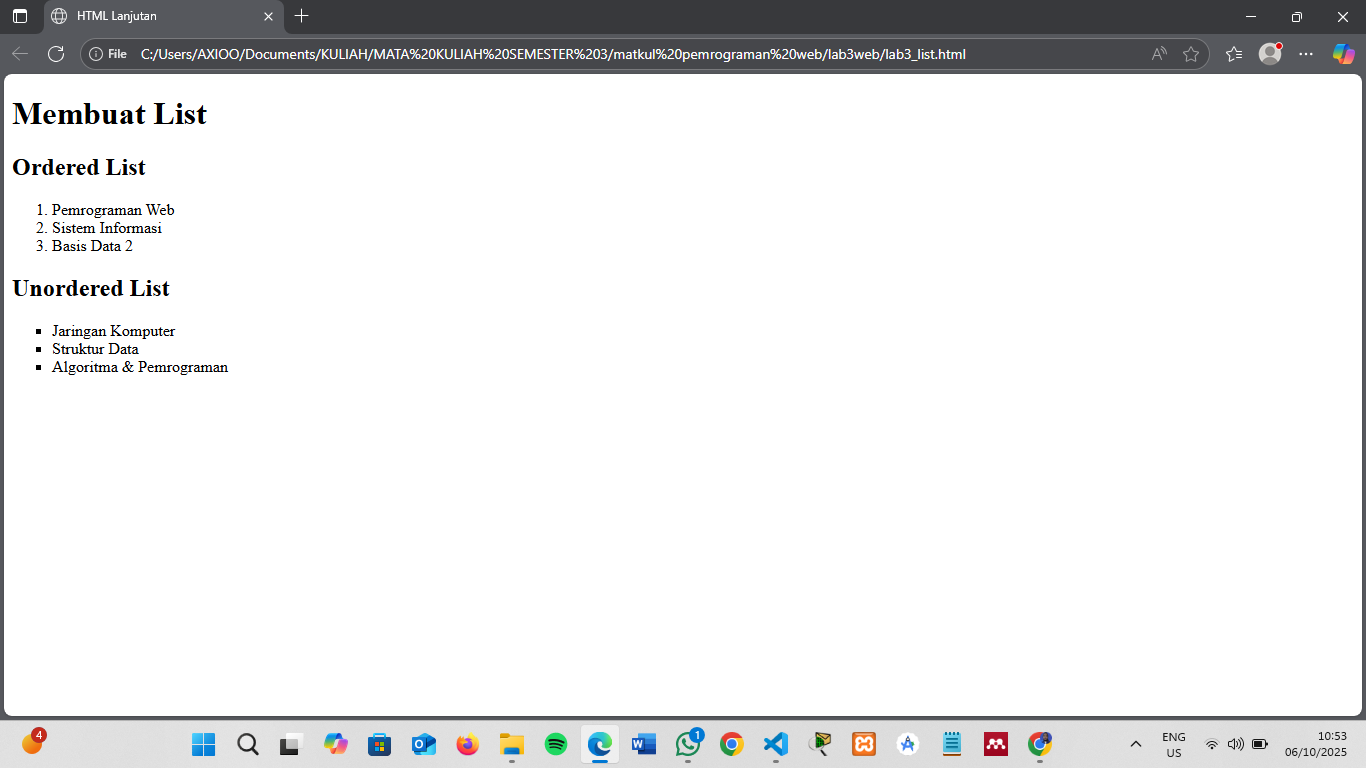 HTML Lanjutan
File C:/Users/AXIOO/Documents/KULIAH/MATA%20KULIAH%20SEMESTER%203/matkul%20pemrograman%20web/lab3web/lab3_list.html
Membuat List
Ordered List
1. Pemrograman Web
2. Sistem Informasi
3. Basis Data 2
Unordered List
▪ Jaringan Komputer
▪ Struktur Data
▪ Algoritma & Pemrograman
4
1
ENG
US
10:53
06/10/2025